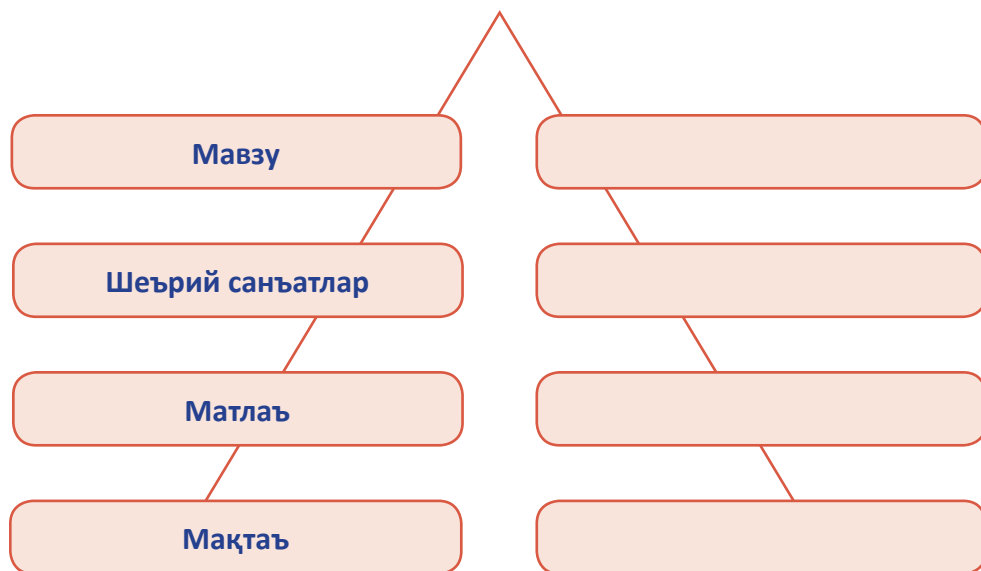 Мавзу
Шеърий санъатлар
Матлаъ
Мақтаъ